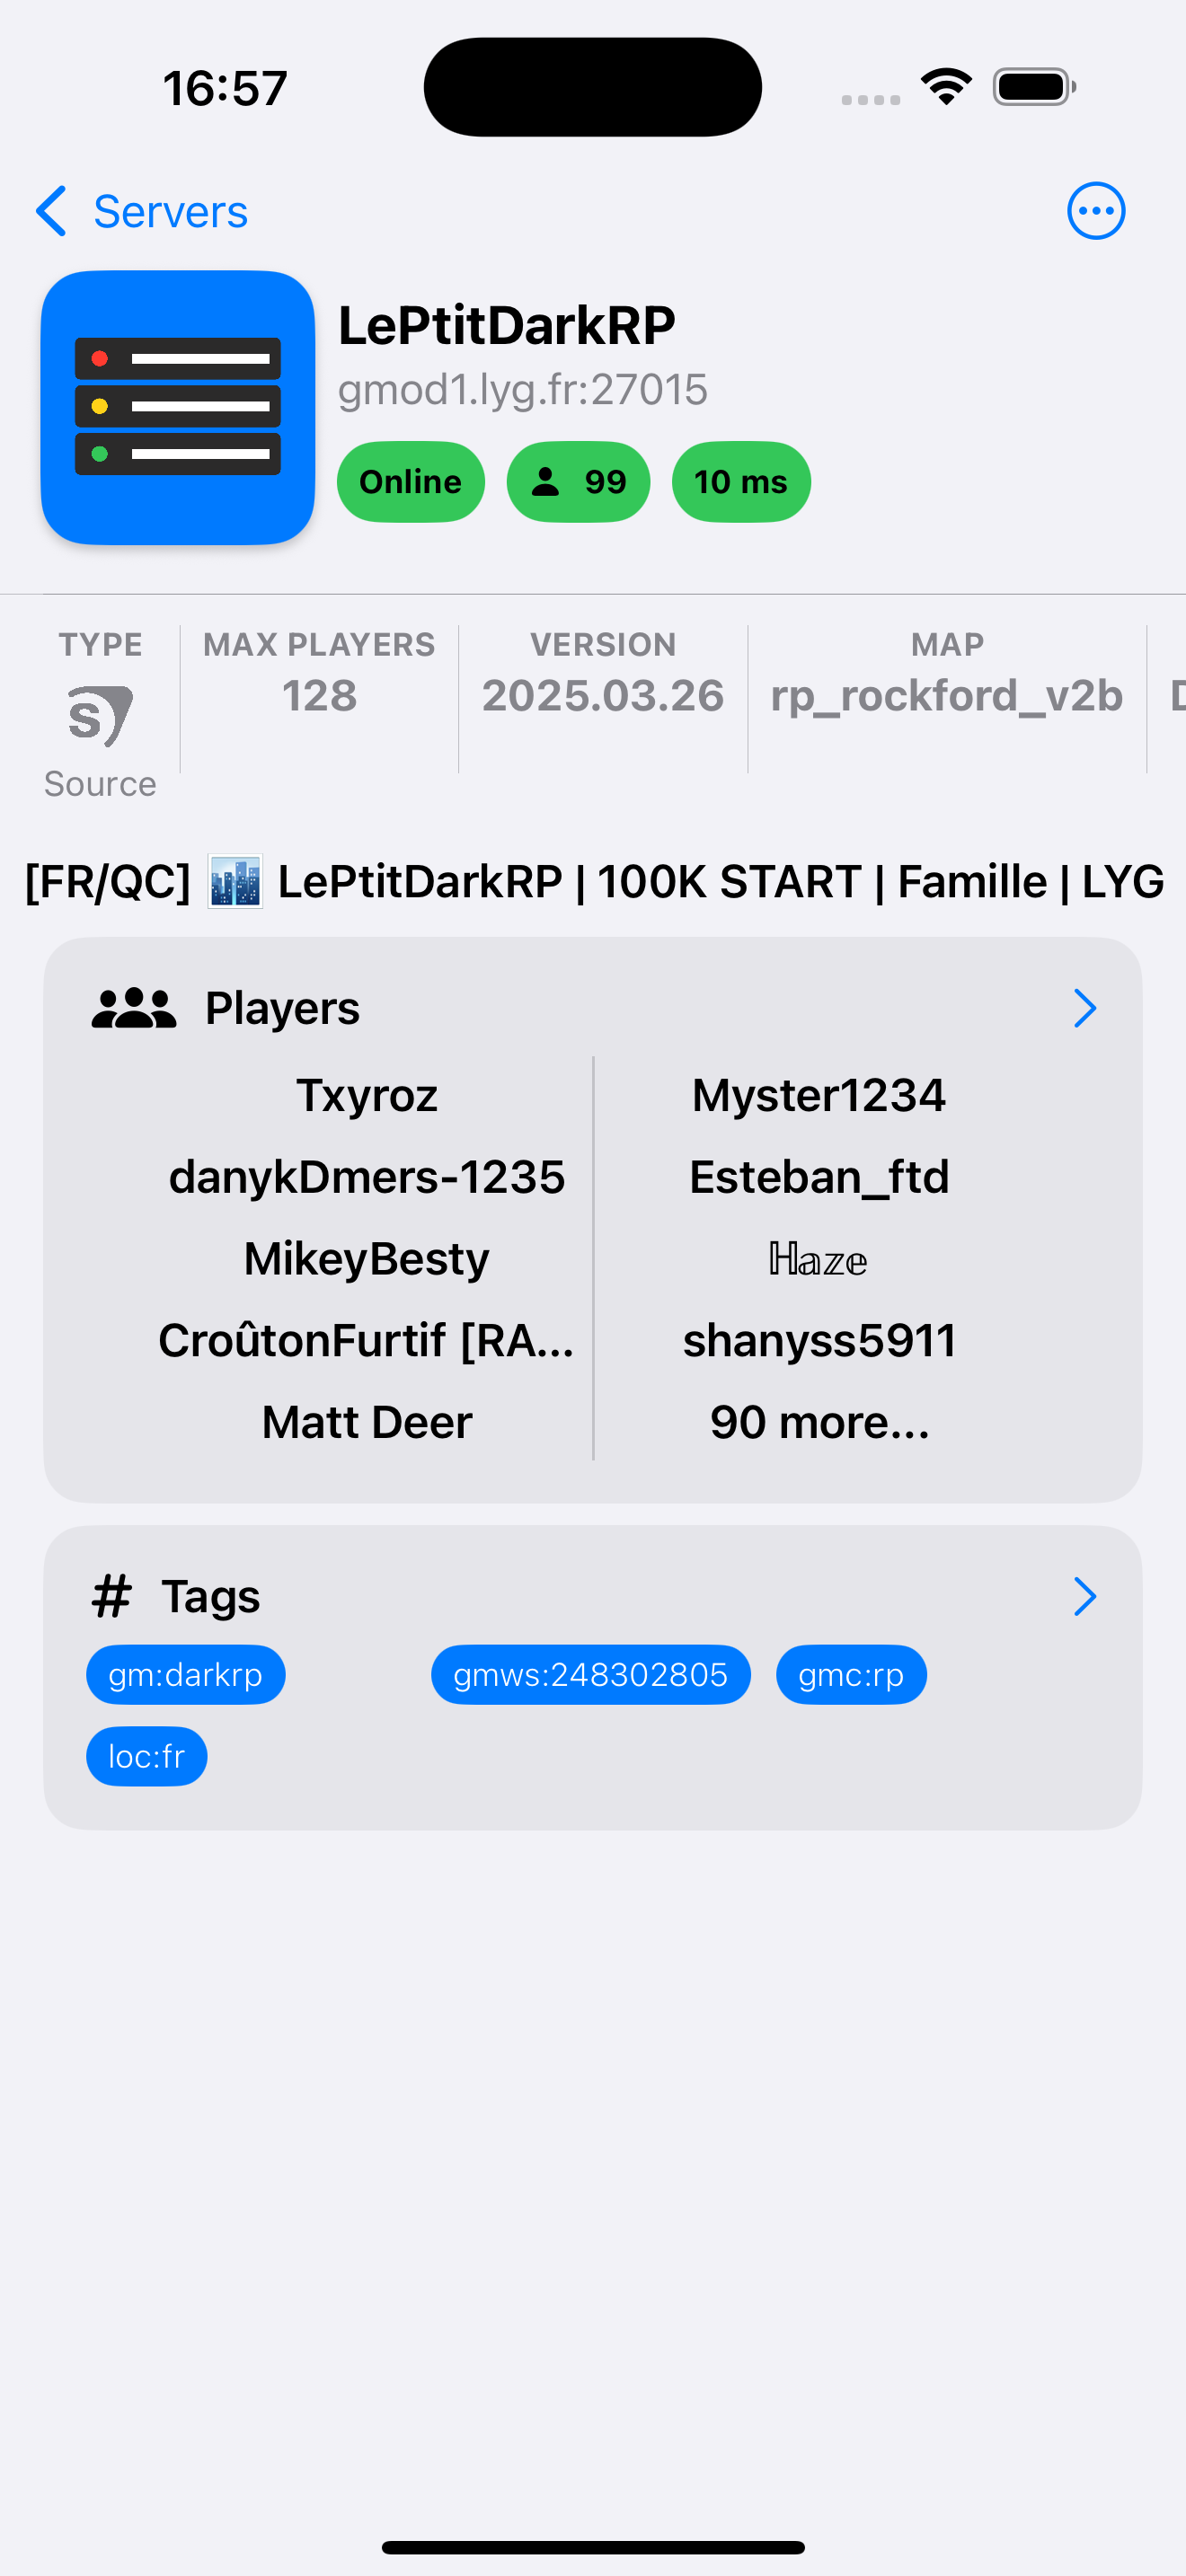 16:57
Servers
LePtitDarkRP
gmod1.lyg.fr:27015
Online 99 10 ms
TYPE MAX PLAYERS VERSION MAP
128 2025.03.26 rp_rockford_v2b
Source
[FR/QC] 🏙️ LePtitDarkRP | 100K START | Famille | LYG
Players
Txyroz Myster1234
danykDmers-1235 Esteban_ftd
MikeyBesty ℍ𝕒𝕫𝕖
CroûtonFurtif [RA... shanyss5911
Matt Deer 90 more...
# Tags
gm:darkrp gmws:248302805 gmc:rp
loc:fr